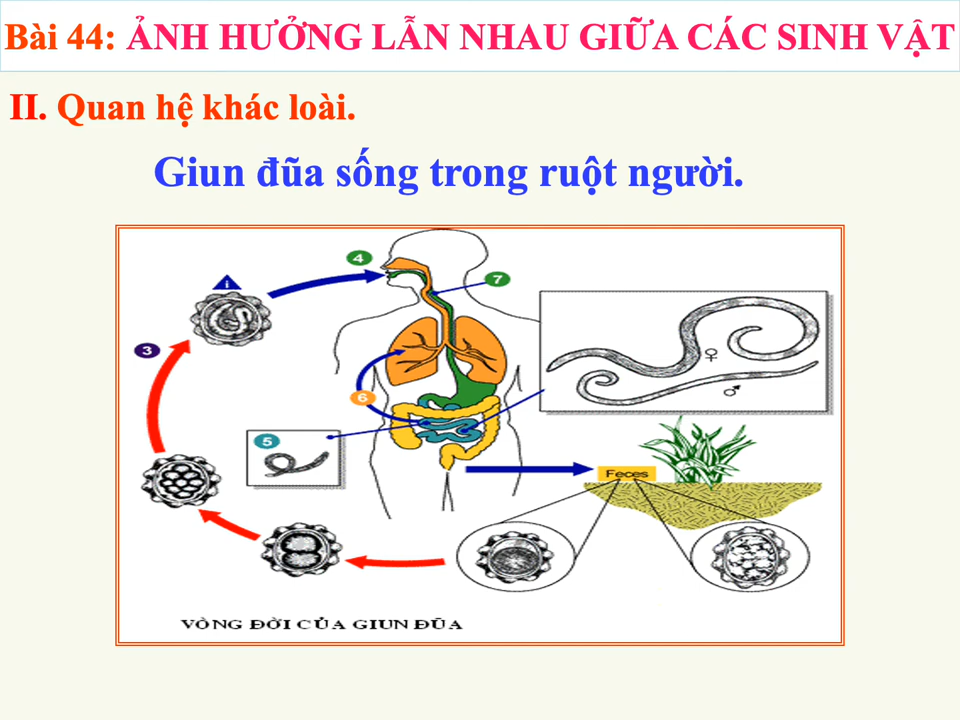 Bài 44: ẢNH HƯỞNG LẪN NHAU GIỮA CÁC SINH VẬT
II. Quan hệ khác loài.
Giun đũa sống trong ruột người.
4
i
7
3
♀
6
♂
5
Feces
VÒNG ĐỜI CỦA GIUN ĐŨA